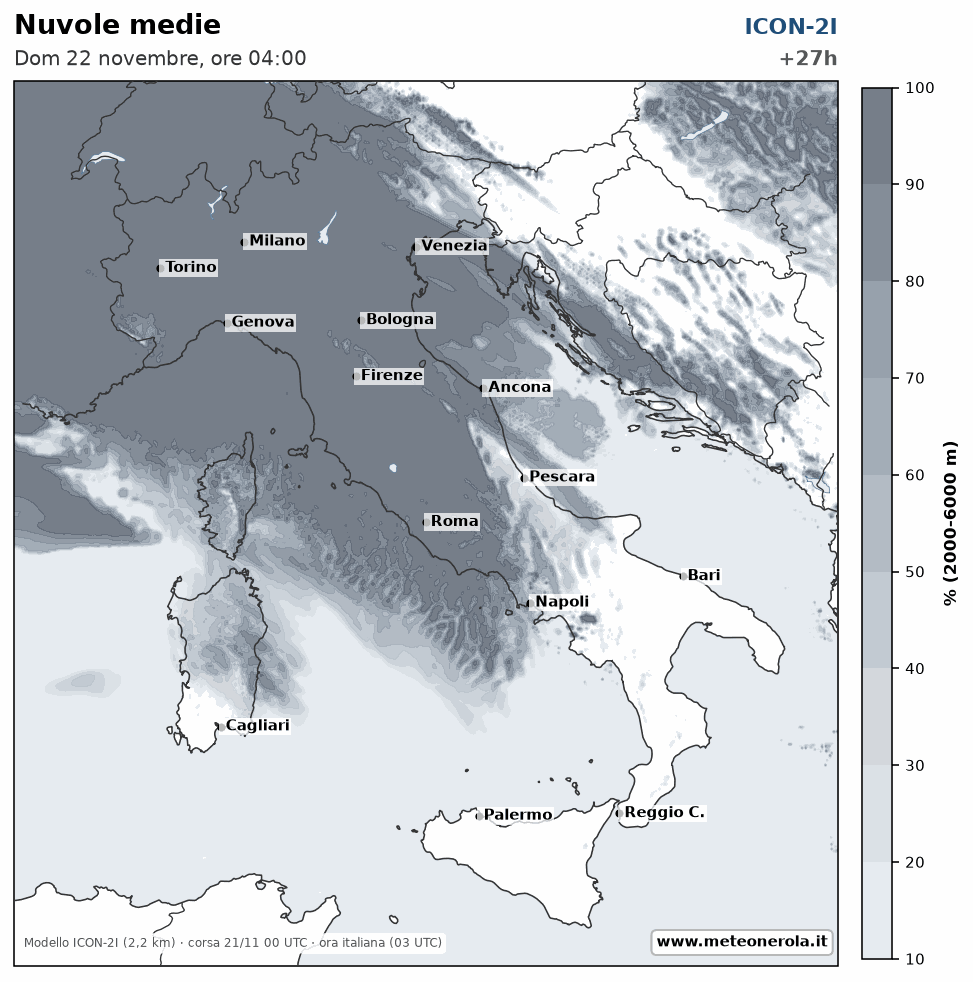 Nuvole medie
ICON-2I
Dom 22 novembre, ore 04:00
+27h
Milano
Venezia
Torino
Genova
Bologna
Firenze
Ancona
Pescara
Roma
Bari
Napoli
Cagliari
Palermo
Reggio C.
Modello ICON-2I (2,2 km) · corsa 21/11 00 UTC · ora italiana (03 UTC)
www.meteonerola.it
100
90
80
70
60
50
40
30
20
10
% (2000-6000 m)